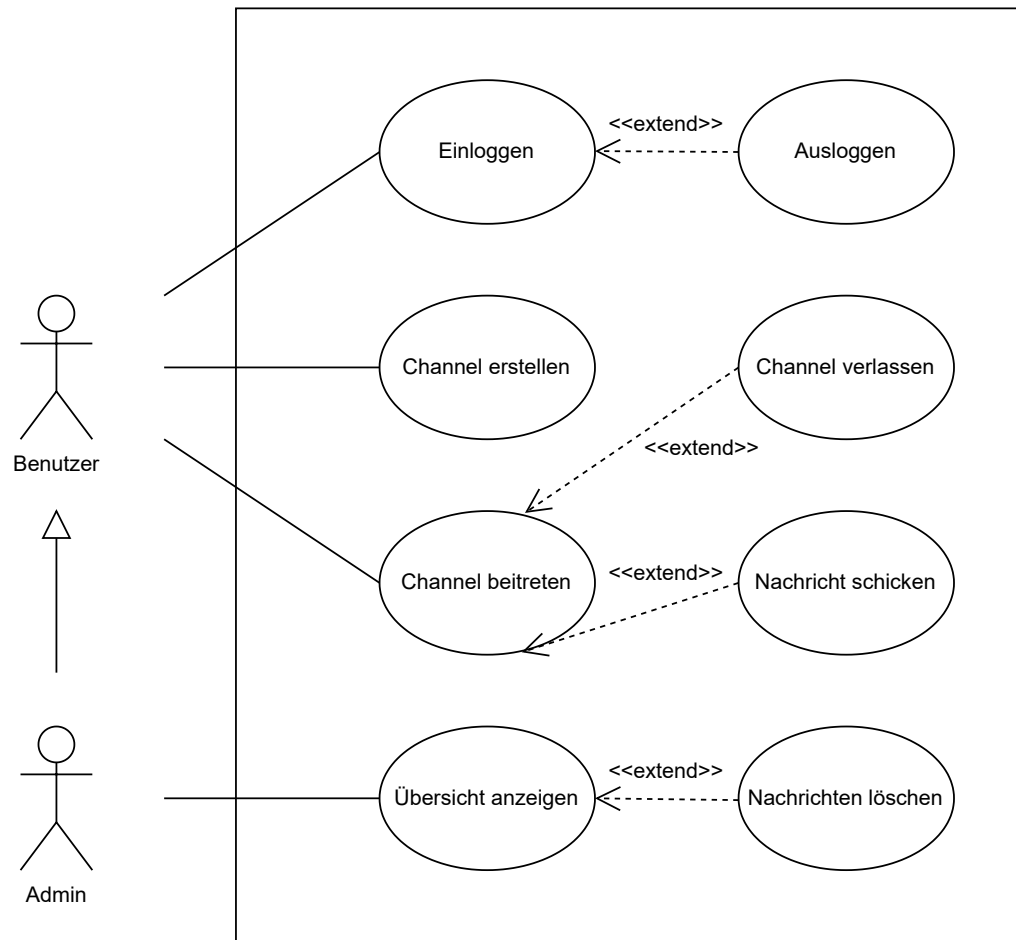 Einloggen
<<extend>>
Ausloggen
Channel erstellen
Channel verlassen
<<extend>>
Benutzer
Channel beitreten
<<extend>>
Nachricht schicken
Übersicht anzeigen
<<extend>>
Nachrichten löschen
Admin